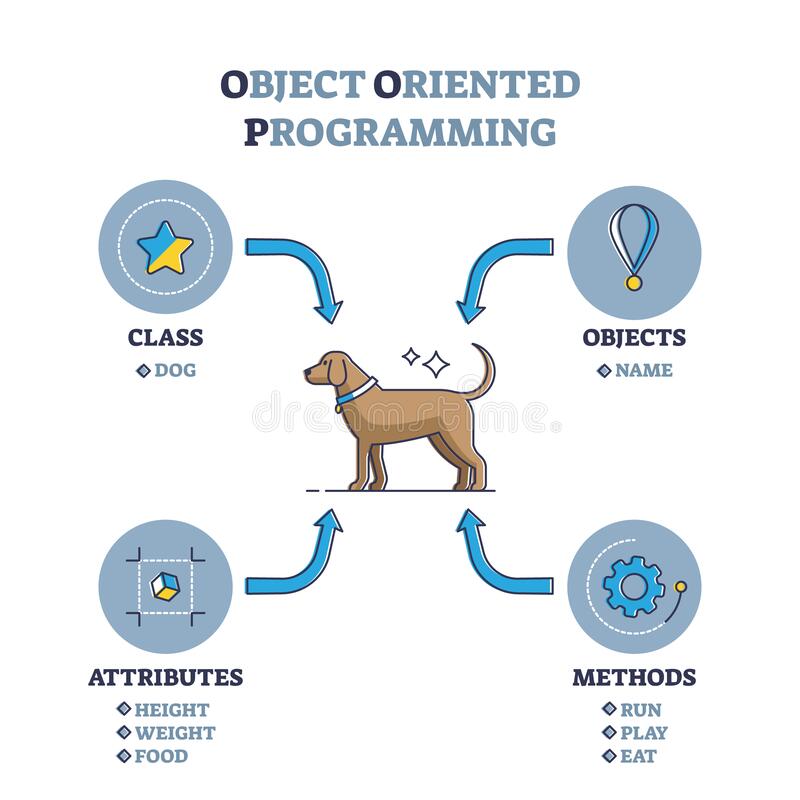 OBJECT ORIENTED
PROGRAMMING
CLASS
DOG
OBJECTS
NAME
dreamstime.
ATTRIBUTES
HEIGHT
WEIGHT
FOOD
METHODS
RUN
PLAY
EAT